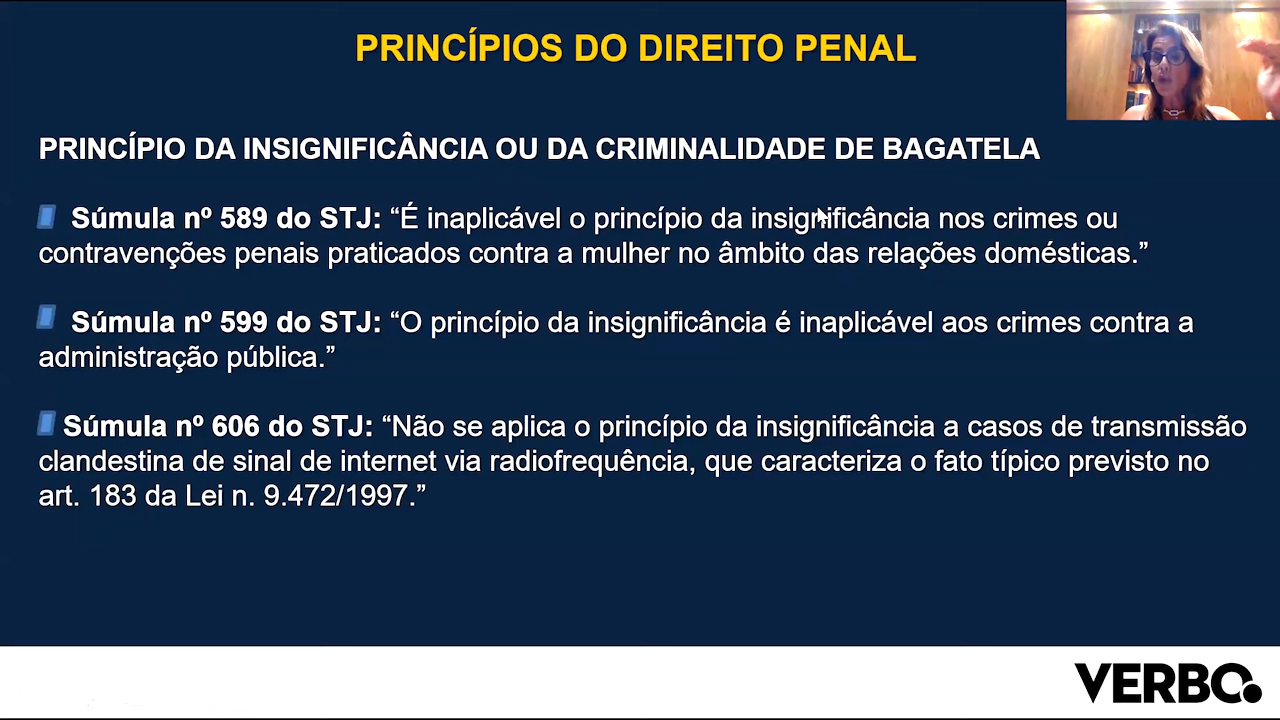 PRINCÍPIOS DO DIREITO PENAL
PRINCÍPIO DA INSIGNIFICÂNCIA OU DA CRIMINALIDADE DE BAGATELA
Súmula nº 589 do STJ: “É inaplicável o princípio da insignificância nos crimes ou
contravenções penais praticados contra a mulher no âmbito das relações domésticas.”
Súmula nº 599 do STJ: “O princípio da insignificância é inaplicável aos crimes contra a
administração pública.”
Súmula nº 606 do STJ: “Não se aplica o princípio da insignificância a casos de transmissão
clandestina de sinal de internet via radiofrequência, que caracteriza o fato típico previsto no
art. 183 da Lei n. 9.472/1997.”
VERBO.